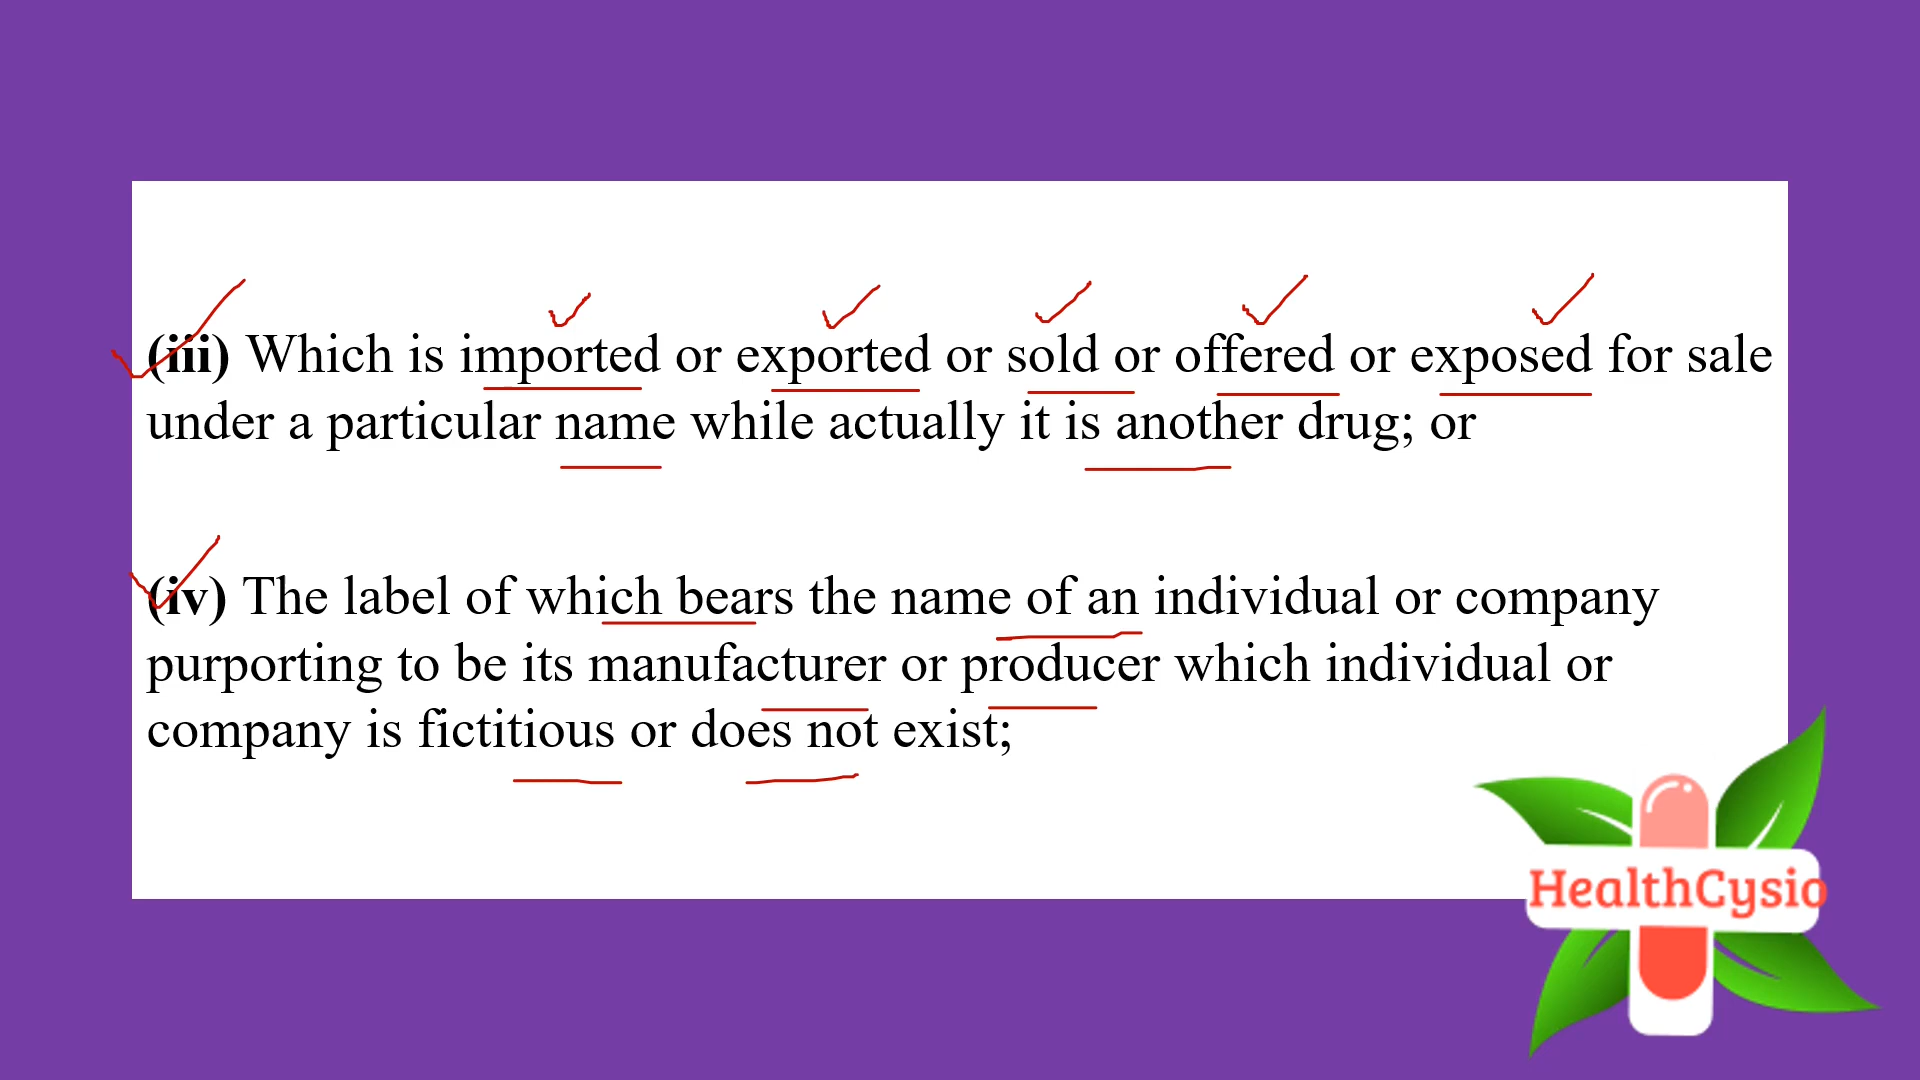 (iii) Which is imported or exported or sold or offered or exposed for sale
under a particular name while actually it is another drug; or
(iv) The label of which bears the name of an individual or company
purporting to be its manufacturer or producer which individual or
company is fictitious or does not exist;
HealthCysio